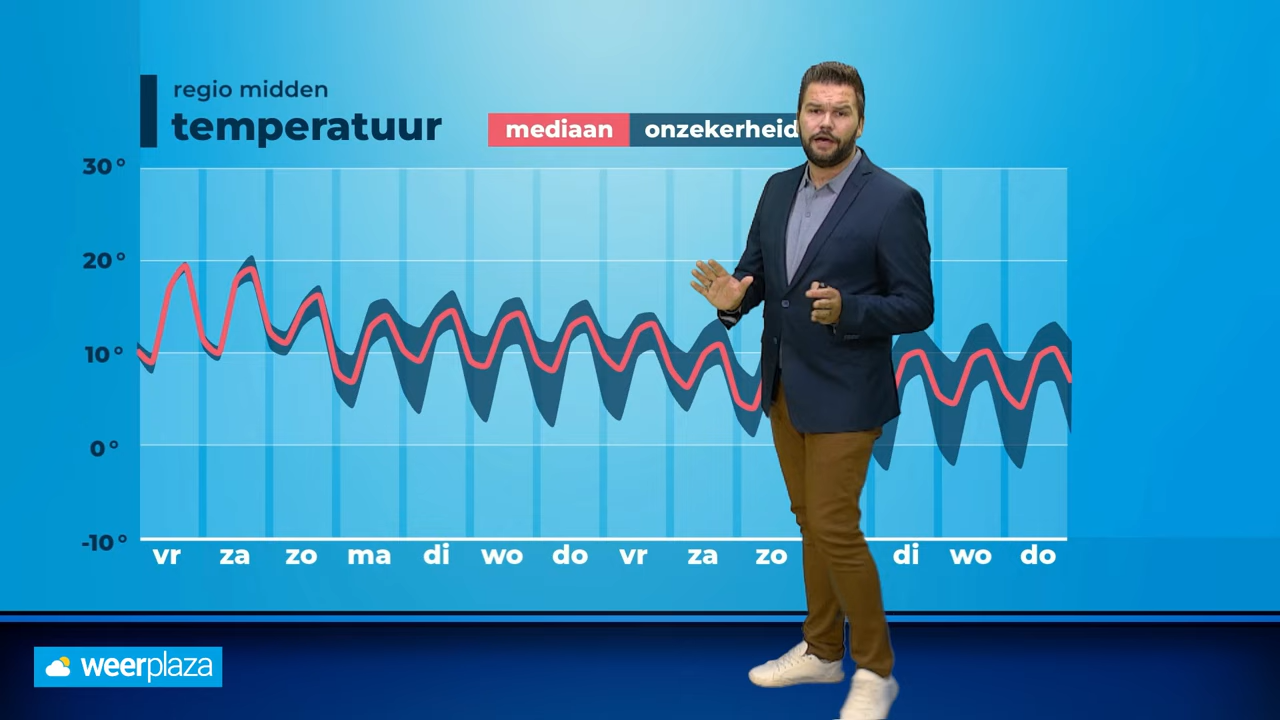 regio midden
temperatuur
mediaan onzekerheid
30°
20°
10°
0°
-10°
vr za zo ma di wo do vr za zo di wo do
weerplaza